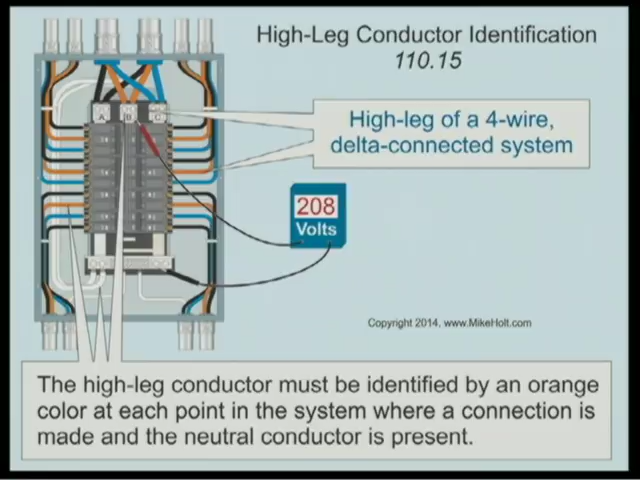 High-Leg Conductor Identification
110.15
A B C
High-leg of a 4-wire,
delta-connected system
208
Volts
Copyright 2014, www.MikeHolt.com
The high-leg conductor must be identified by an orange
color at each point in the system where a connection is
made and the neutral conductor is present.